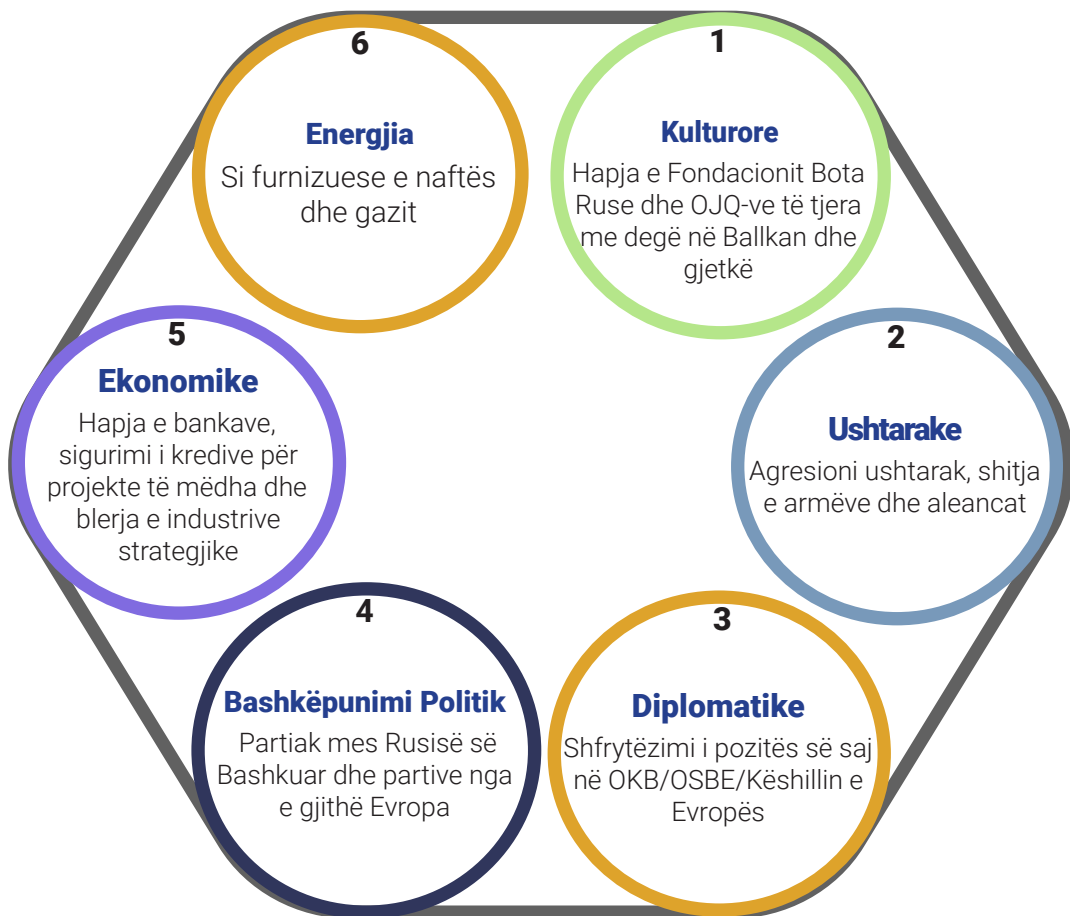 1
Kulturore
Hapja e Fondacionit Bota
Ruse dhe OJQ-ve të tjera
me degë në Ballkan dhe
gjetkë
2
Ushtarake
Agresioni ushtarak, shitja
e armëve dhe aleancat
3
Diplomatike
Shfrytëzimi i pozitës së saj
në OKB/OSBE/Këshillin e
Evropës
4
Bashkëpunimi Politik
Partiak mes Rusisë së
Bashkuar dhe partive nga
e gjithë Evropa
5
Ekonomike
Hapja e bankave,
sigurimi i kredive për
projekte të mëdha dhe
blerja e industrive
strategjike
6
Energjia
Si furnizuese e naftës
dhe gazit